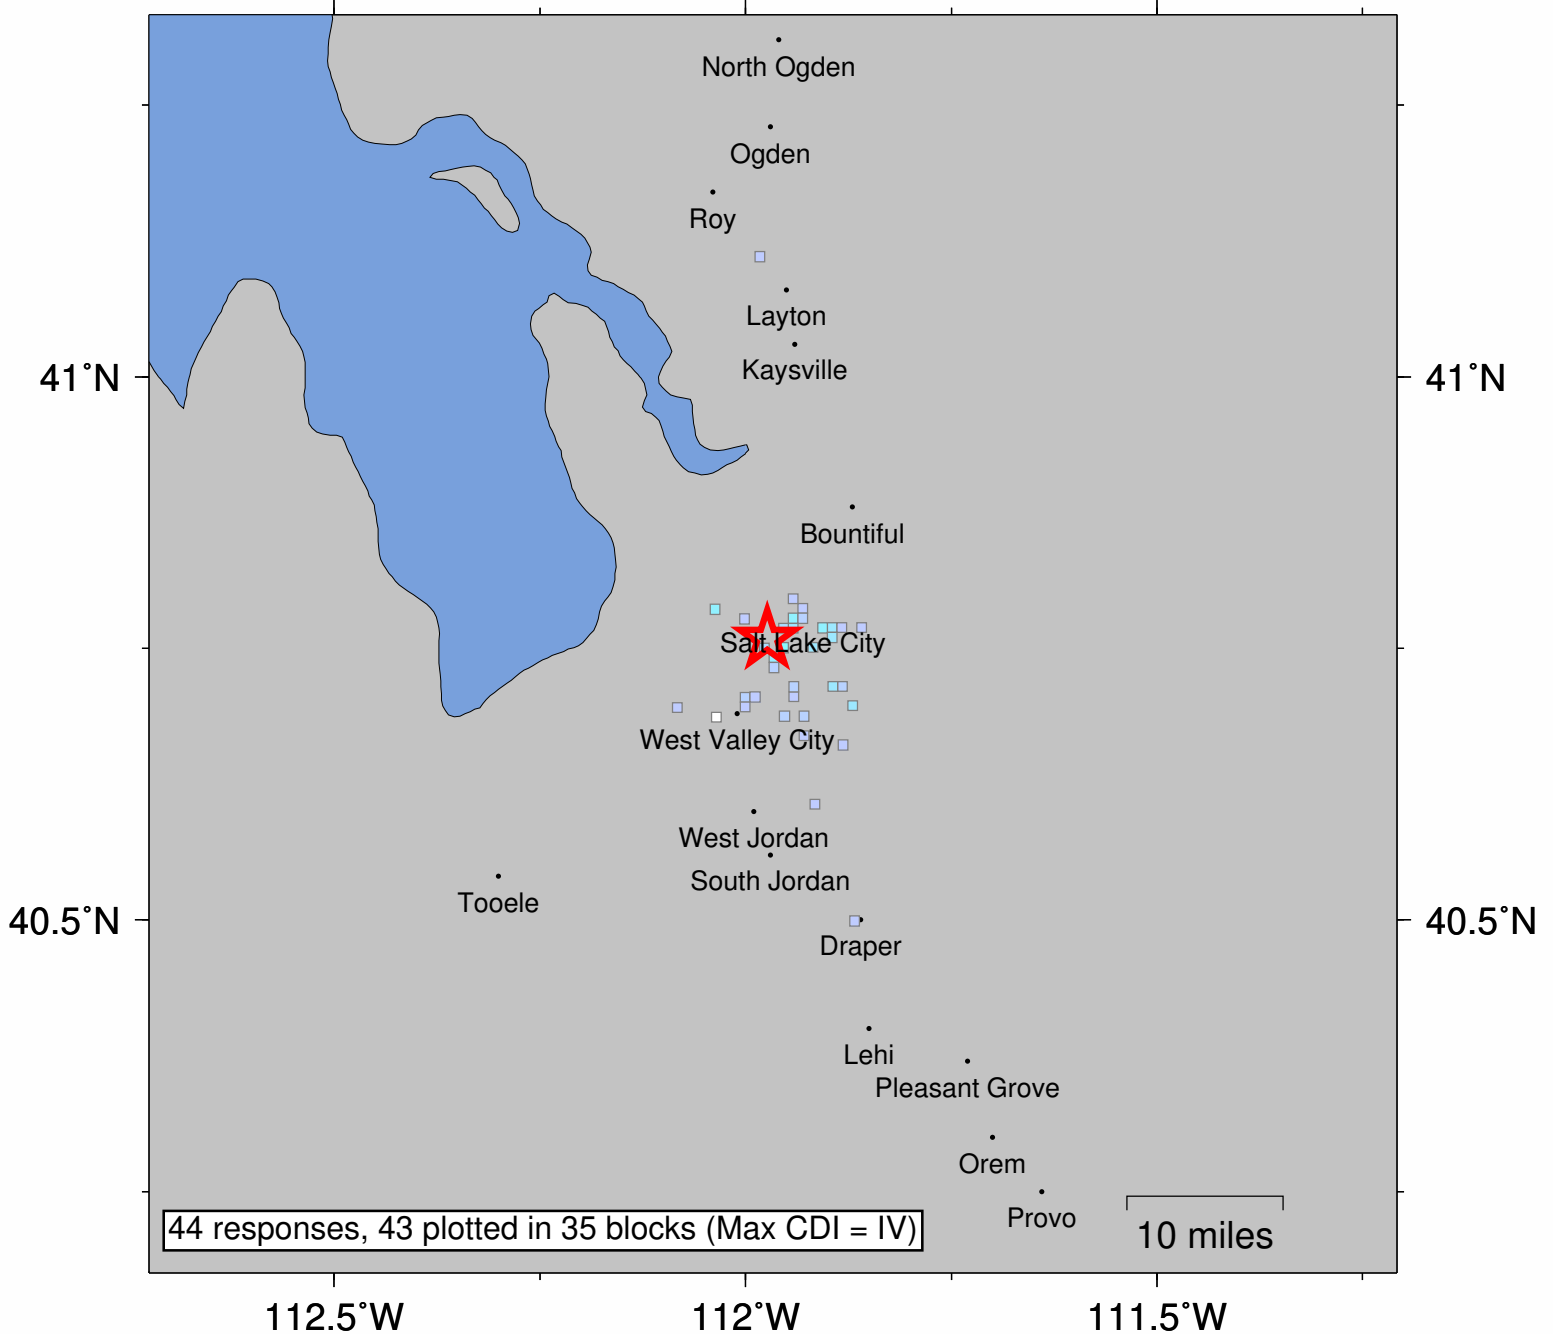 North Ogden
Ogden
Roy
Layton
41°N
Kaysville
41°N
Bountiful
Salt Lake City
West Valley City
West Jordan
South Jordan
Tooele
40.5°N
40.5°N
Draper
Lehi
Pleasant Grove
Orem
Provo
44 responses, 43 plotted in 35 blocks (Max CDI = IV)
10 miles
112.5°W
112°W
111.5°W